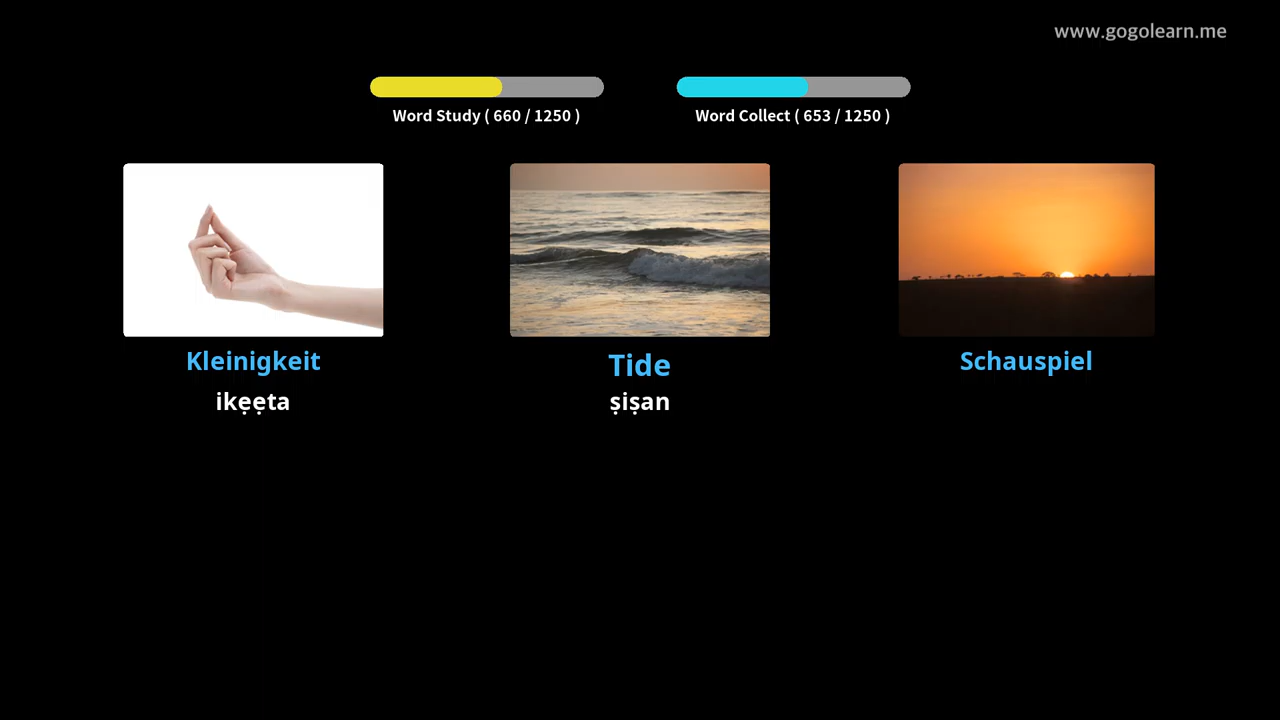 www.gogolearn.me
Word Study ( 660 / 1250 )
Word Collect ( 653 / 1250 )
Kleinigkeit
Tide
Schauspiel
ikẹẹta
ṣiṣan